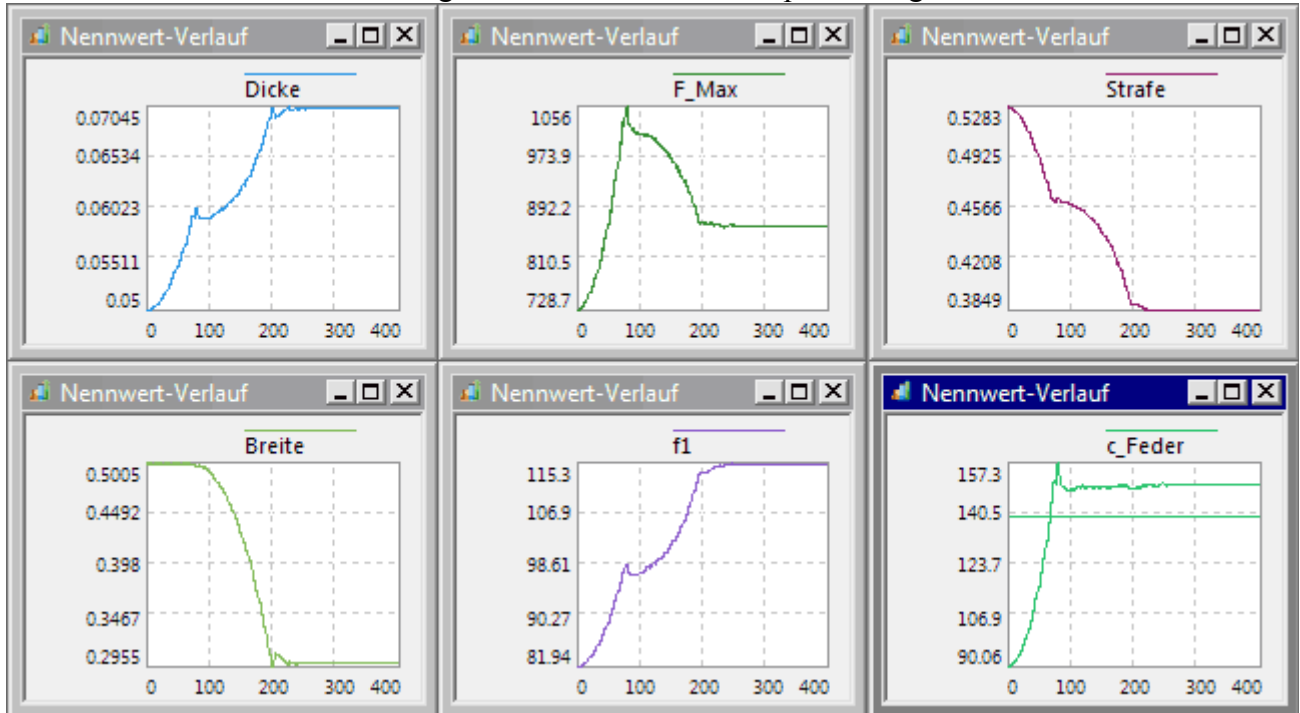 Nennwert-Verlauf
Dicke
0.07045
0.06534
0.06023
0.05511
0.05
0 100 200 300 400
Nennwert-Verlauf
F_Max
1056
973.9
892.2
810.5
728.7
0 100 200 300 400
Nennwert-Verlauf
Strafe
0.5283
0.4925
0.4566
0.4208
0.3849
0 100 200 300 400
Nennwert-Verlauf
Breite
0.5005
0.4492
0.398
0.3467
0.2955
0 100 200 300 400
Nennwert-Verlauf
f1
115.3
106.9
98.61
90.27
81.94
0 100 200 300 400
Nennwert-Verlauf
c_Feder
157.3
140.5
123.7
106.9
90.06
0 100 200 300 400